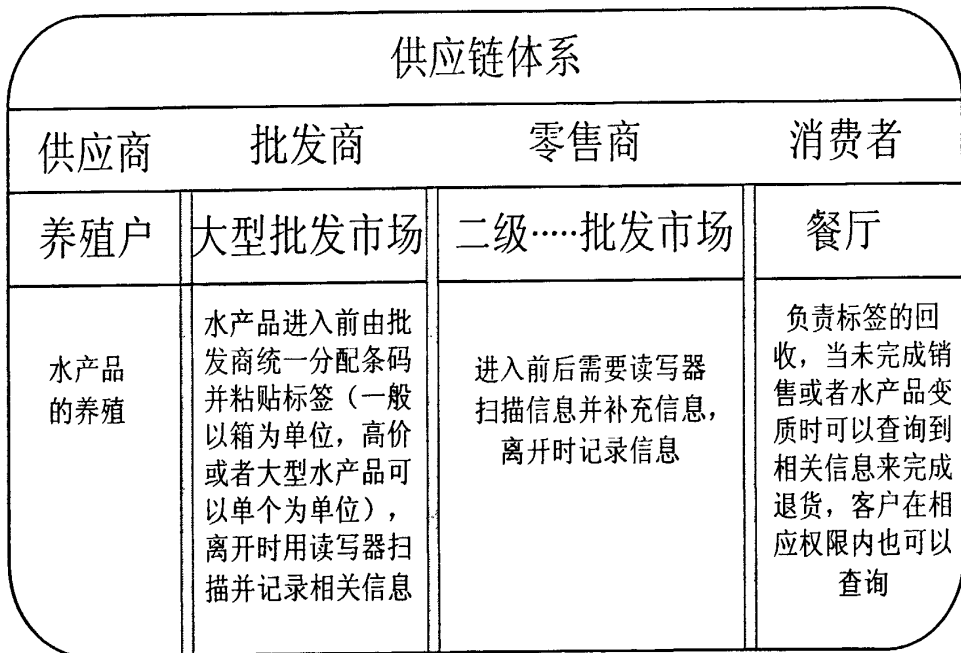 供应链体系
供应商 批发商 零售商 消费者
养殖户 大型批发市场 二级·····批发市场 餐厅
水产品
的养殖
水产品进入前由批
发商统一分配条码
并粘贴标签（一般
以箱为单位，高价
或者大型水产品可
以单个为单位），
离开时用读写器扫
描并记录相关信息
进入前后需要读写器
扫描信息并补充信息，
离开时记录信息
负责标签的回
收，当未完成销
售或者水产品变
质时可以查询到
相关信息来完成
退货，客户在相
应权限内也可以
查询